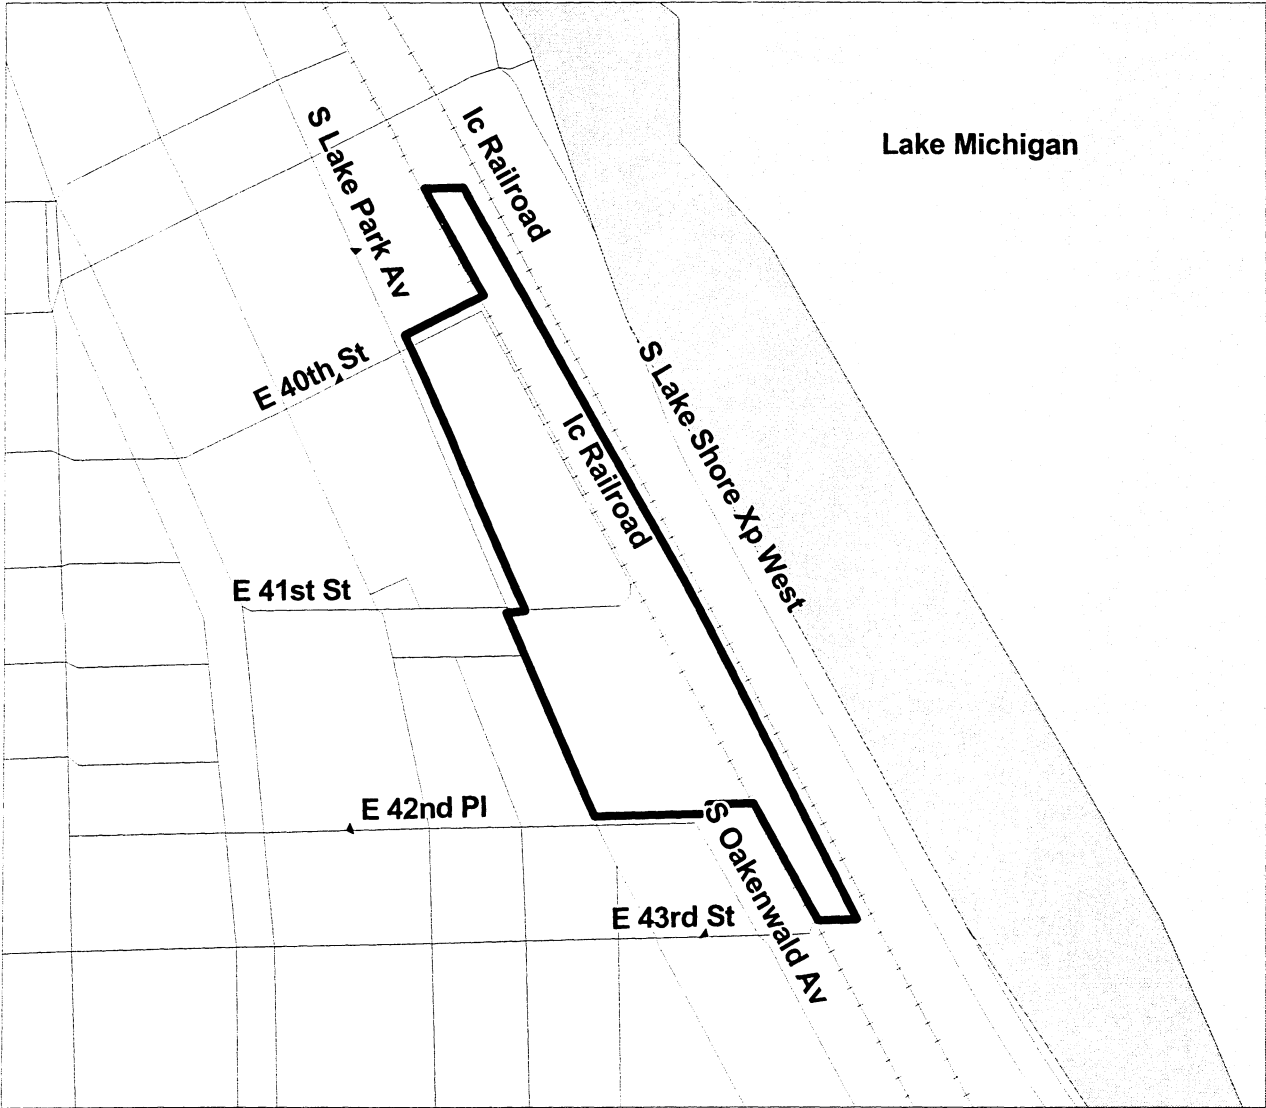 Lake Michigan
S Lake Park Av
Ic Railroad
E 40th St
S Lake Shore Xp West
Ic Railroad
E 41st St
E 42nd Pl
S Oakenwald Av
E 43rd St